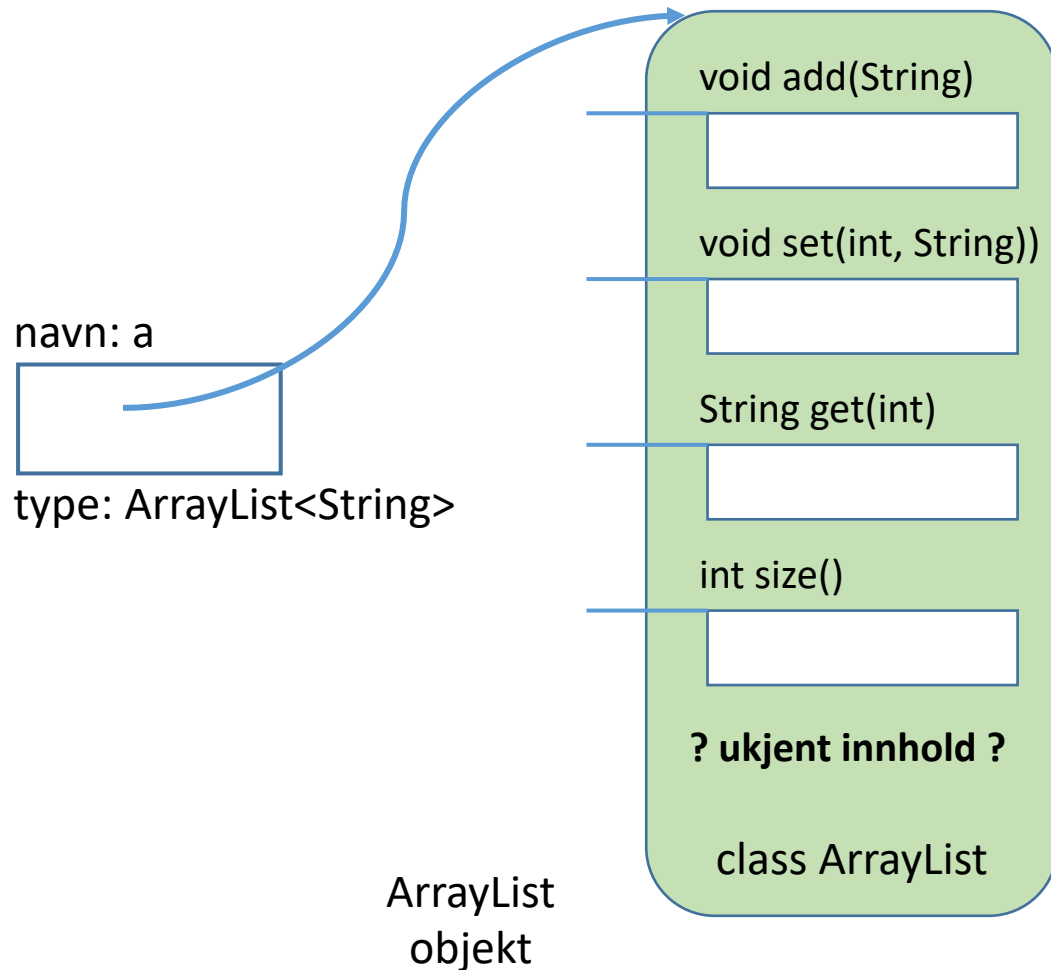 void add(String)
void set(int, String))
navn: a
String get(int)
type: ArrayList<String>
int size()
? ukjent innhold ?
class ArrayList
ArrayList
objekt